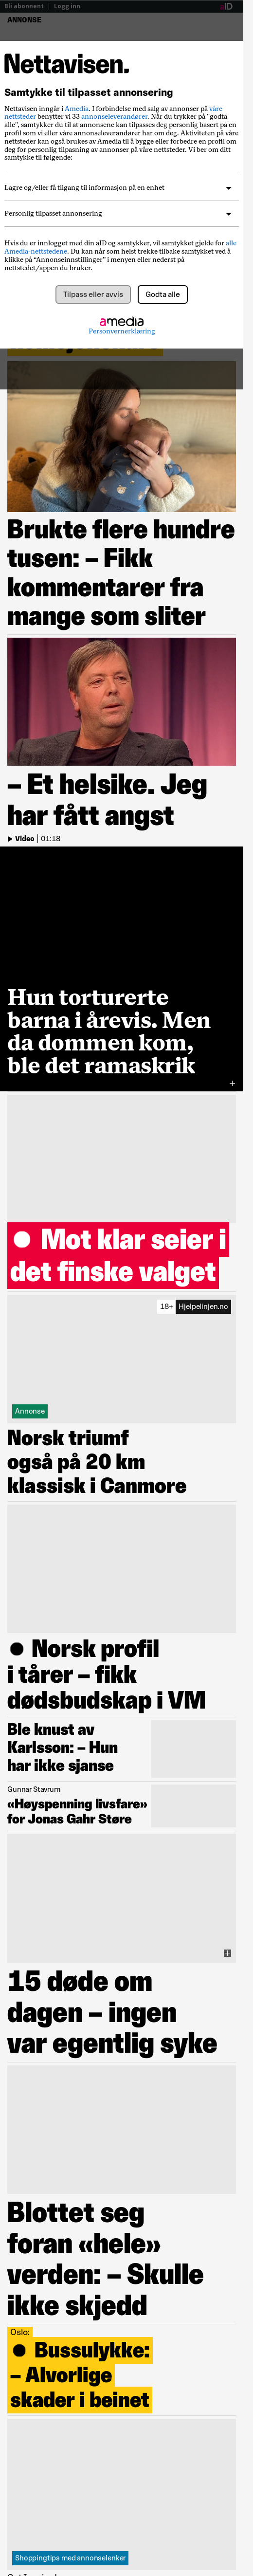 Bli abonnent | Logg inn
aID
ANNONSE
Nettavisen.
Samtykke til tilpasset annonsering
Nettavisen inngår i Amedia. I forbindelse med salg av annonser på våre
nettsteder benytter vi 33 annonseleverandører. Når du trykker på "godta
alle", samtykker du til at annonsene kan tilpasses deg personlig basert på en
profil som vi eller våre annonseleverandører har om deg. Aktiviteten på våre
nettsteder kan også brukes av Amedia til å bygge eller forbedre en profil om
deg for personlig tilpasning av annonser på våre nettsteder. Vi ber om ditt
samtykke til følgende:
Lagre og/eller få tilgang til informasjon på en enhet
Personlig tilpasset annonsering
Hvis du er innlogget med din aID og samtykker, vil samtykket gjelde for alle
Amedia-nettstedene. Du kan når som helst trekke tilbake samtykket ved å
klikke på “Annonseinnstillinger” i menyen eller nederst på
nettstedet/appen du bruker.
Tilpass eller avvis
Godta alle
amedia
Personvernerklæring
Brukte flere hundre
tusen: – Fikk
kommentarer fra
mange som sliter
– Et helsike. Jeg
har fått angst
Video | 01:18
Hun torturerte
barna i årevis. Men
da dommen kom,
ble det ramaskrik
Mot klar seier i
det finske valget
18+ Hjelpelinjen.no
Annonse
Norsk triumf
også på 20 km
klassisk i Canmore
Norsk profil
i tårer – fikk
dødsbudskap i VM
Ble knust av
Karlsson: – Hun
har ikke sjanse
Gunnar Stavrum
«Høyspenning livsfare»
for Jonas Gahr Støre
15 døde om
dagen – ingen
var egentlig syke
Blottet seg
foran «hele»
verden: – Skulle
ikke skjedd
Oslo:
Bussulykke:
– Alvorlige
skader i beinet
Shoppingtips med annonselenker